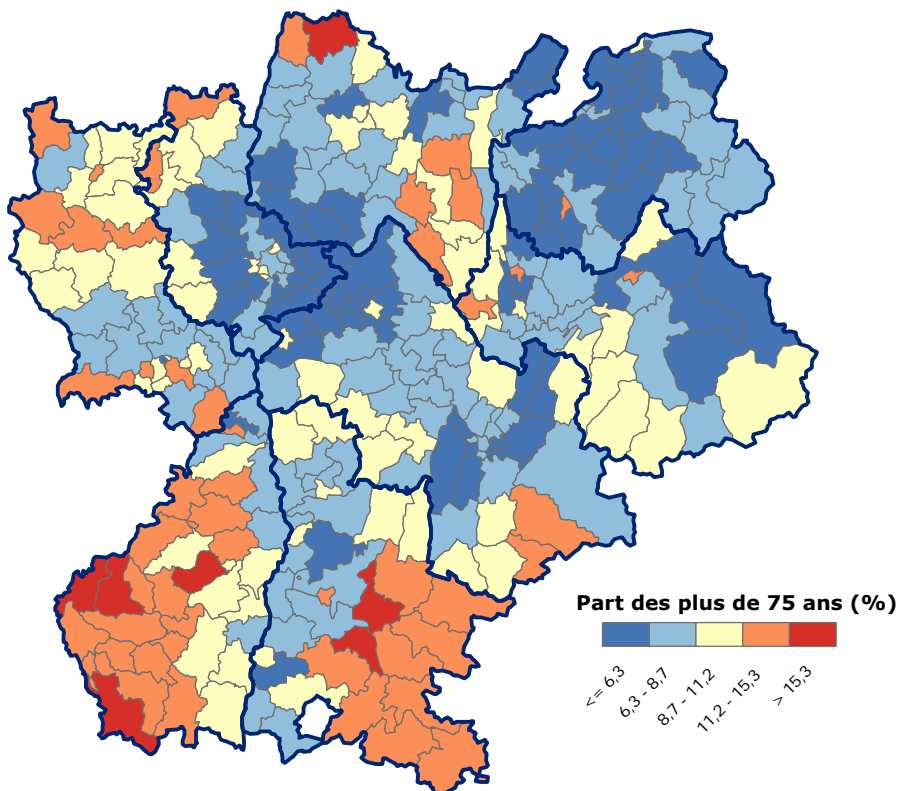 Part des plus de 75 ans (%)
<= 6,3
6,3 - 8,7
8,7 - 11,2
11,2 - 15,3
> 15,3